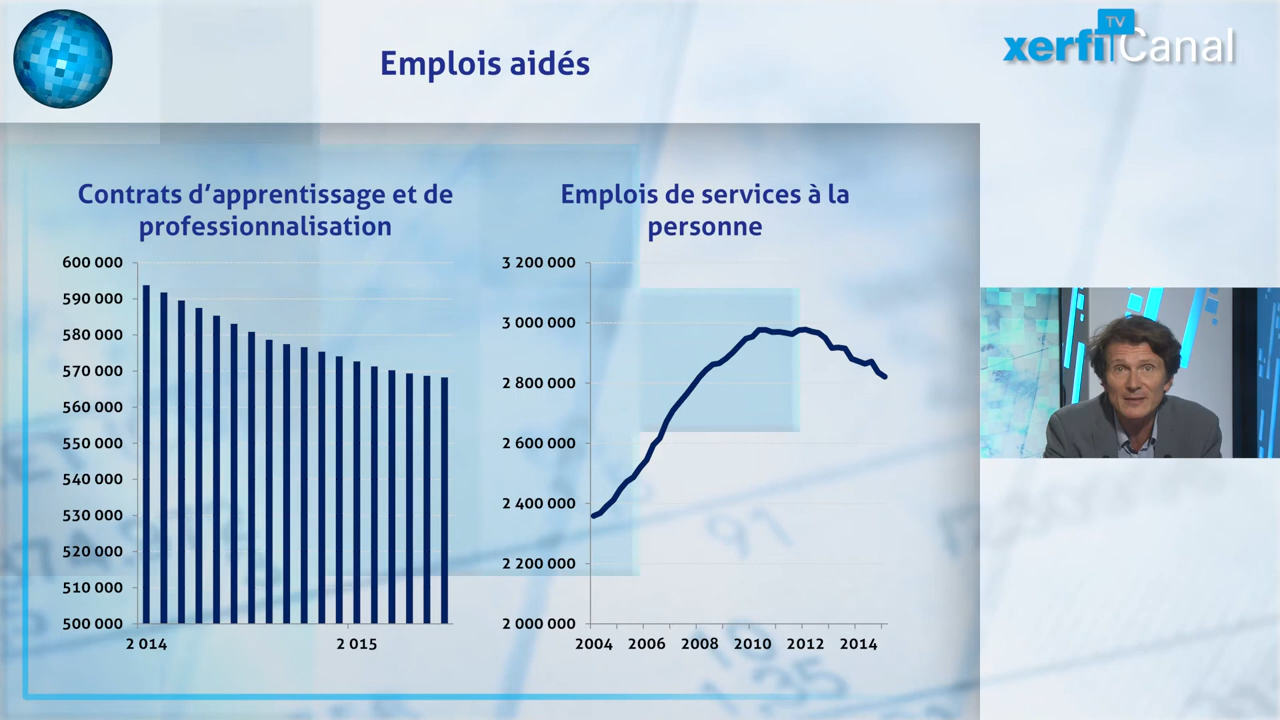 Emplois aidés
xerfi TV Canal
Contrats d’apprentissage et de
professionnalisation
600 000
590 000
580 000
570 000
560 000
550 000
540 000
530 000
520 000
510 000
500 000
2 014
2 015
Emplois de services à la
personne
3 200 000
3 000 000
2 800 000
2 600 000
2 400 000
2 200 000
2 000 000
2004
2006
2008
2010
2012
2014
91
1.35